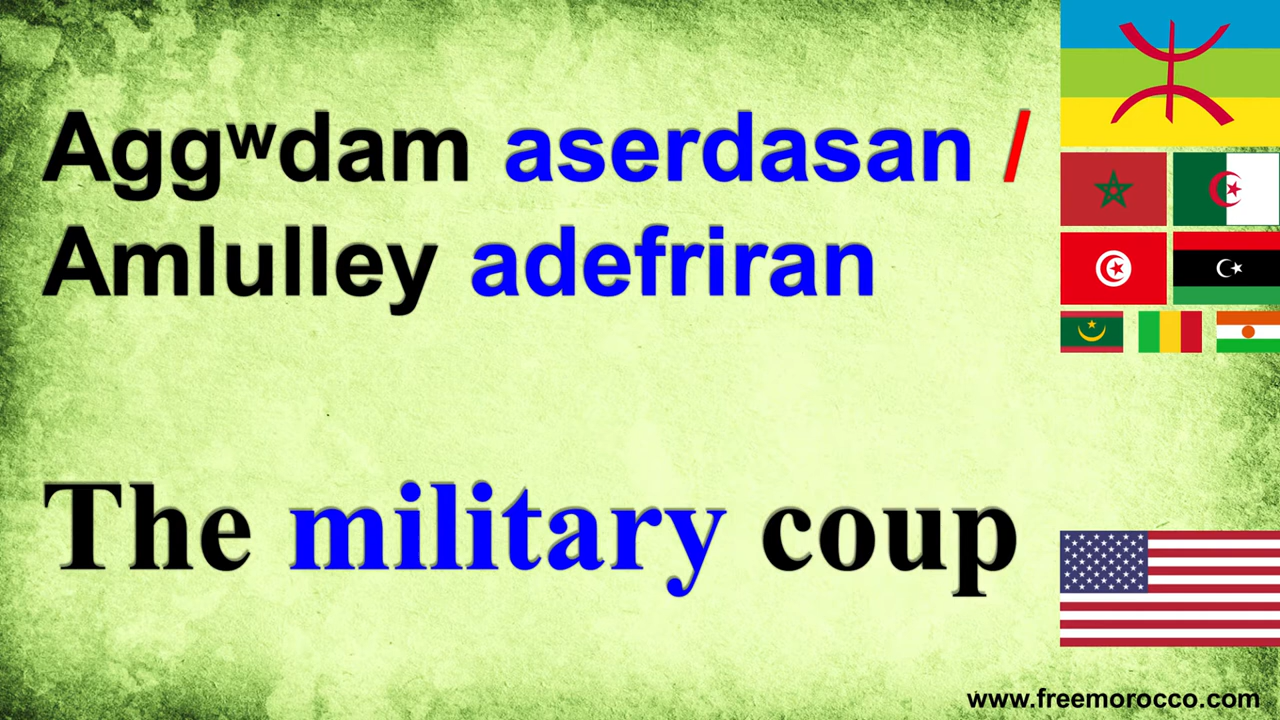 Aggʷdam aserdasan /
Amlulley adefriran
The military coup
www.freemorocco.com